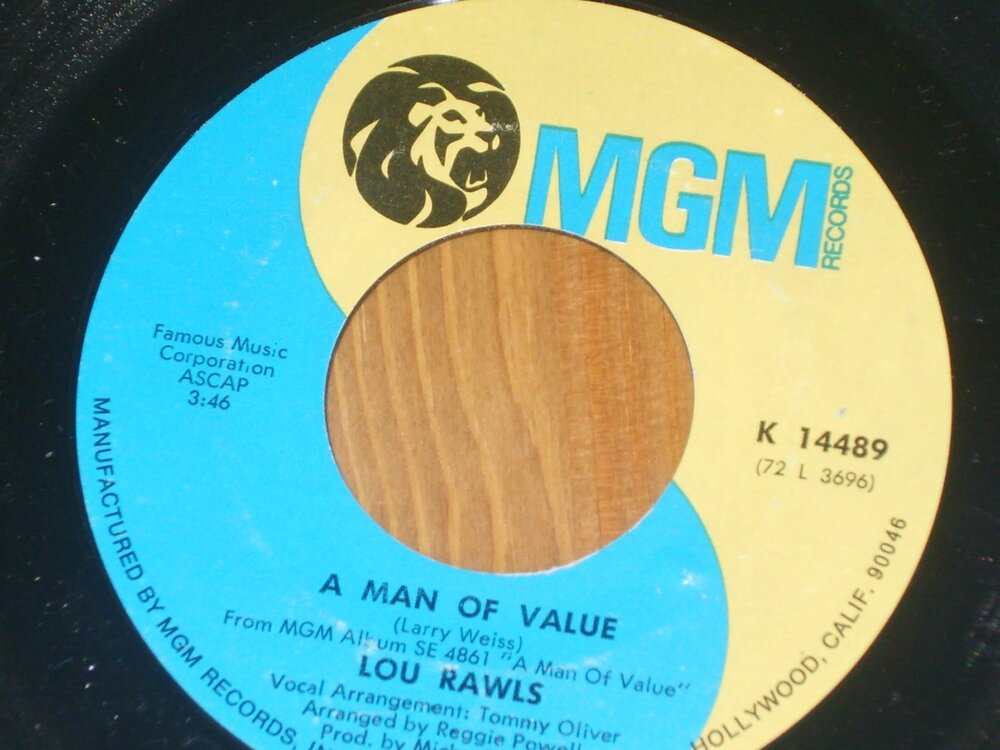 MGM
RECORDS
Famous Music
Corporation
ASCAP
3:46
K 14489
(72 L 3696)
A MAN OF VALUE
(Larry Weiss)
From MGM Album SE 4861 "A Man Of Value"
LOU RAWLS
Vocal Arrangement: Tommy Oliver
Arranged by Reggie
Prod. by
MANUFACTURED BY MGM RECORDS,
HOLLYWOOD, CALIF. 90046